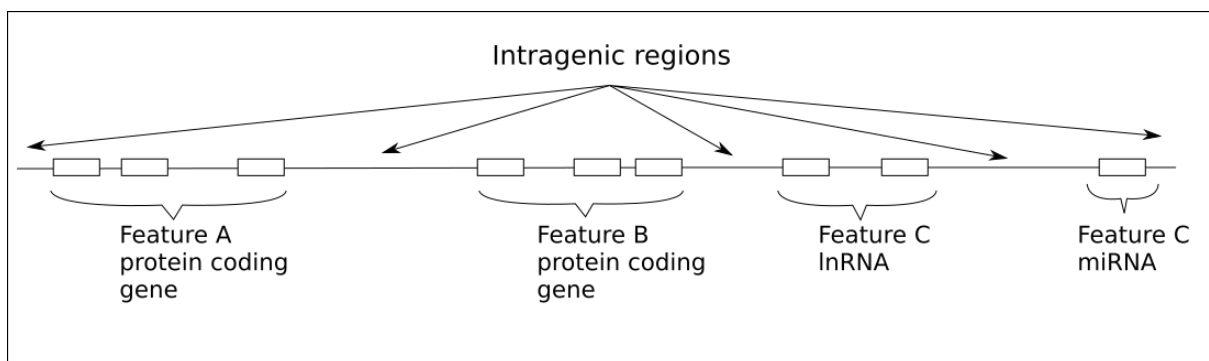 Intragenic regions
Feature A
protein coding
gene
Feature B
protein coding
gene
Feature C
lnRNA
Feature C
miRNA